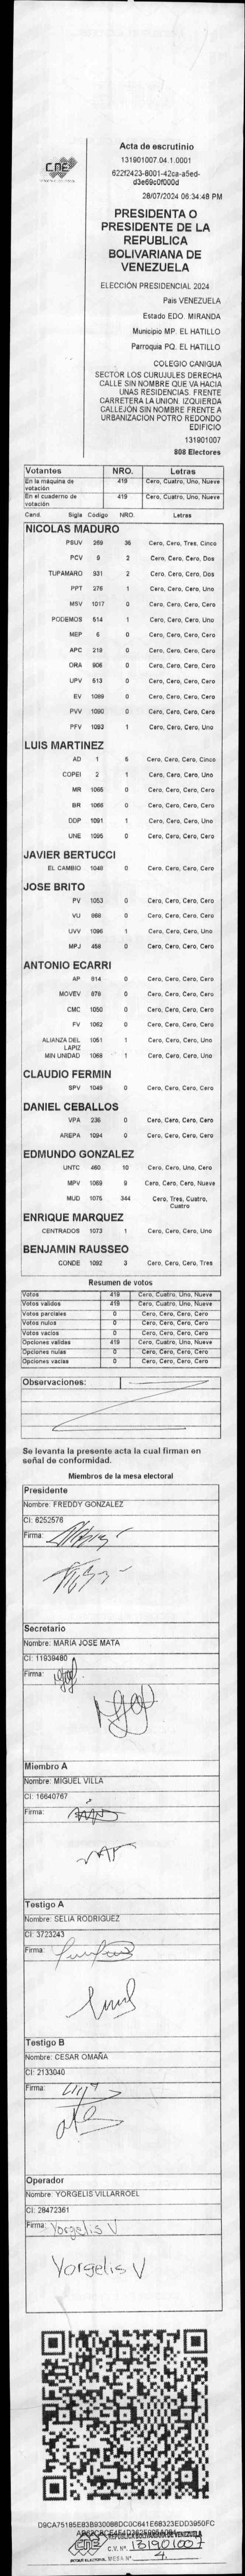 CNE
Acta de escrutinio
131901007.04.1.0001
622f2423-8001-42ca-a5ed-
d3e69c0f000d
28/07/2024 06:34:48 PM
PRESIDENTA O
PRESIDENTE DE LA
REPUBLICA
BOLIVARIANA DE
VENEZUELA
ELECCIÓN PRESIDENCIAL 2024
Pais VENEZUELA
Estado EDO. MIRANDA
Municipio MP. EL HATILLO
Parroquia PQ. EL HATILLO
COLEGIO CANIGUA
SECTOR LOS CURUJULES DERECHA
CALLE SIN NOMBRE QUE VA HACIA
UNAS RESIDENCIAS. FRENTE
CARRETERA LA UNION. IZQUIERDA
CALLEJÓN SIN NOMBRE FRENTE A
URBANIZACION POTRO REDONDO
EDIFICIO
131901007
808 Electores
Votantes NRO. Letras
En la máquina de votación 419 Cero, Cuatro, Uno, Nueve
En el cuaderno de votación 419 Cero, Cuatro, Uno, Nueve
Cand. Sigla Codigo NRO. Letras
NICOLAS MADURO
PSUV 269 35 Cero, Cero, Tres, Cinco
PCV 9 2 Cero, Cero, Cero, Dos
TUPAMARO 931 2 Cero, Cero, Cero, Dos
PPT 276 1 Cero, Cero, Cero, Uno
MSV 1017 0 Cero, Cero, Cero, Cero
PODEMOS 514 1 Cero, Cero, Cero, Uno
MEP 6 0 Cero, Cero, Cero, Cero
APC 219 0 Cero, Cero, Cero, Cero
ORA 906 0 Cero, Cero, Cero, Cero
UPV 513 0 Cero, Cero, Cero, Cero
EV 1089 0 Cero, Cero, Cero, Cero
PVV 1090 0 Cero, Cero, Cero, Cero
PFV 1093 1 Cero, Cero, Cero, Uno
LUIS MARTINEZ
AD 1 5 Cero, Cero, Cero, Cinco
COPEI 2 1 Cero, Cero, Cero, Uno
MR 1065 0 Cero, Cero, Cero, Cero
BR 1068 0 Cero, Cero, Cero, Cero
DDP 1091 1 Cero, Cero, Cero, Uno
UNE 1095 0 Cero, Cero, Cero, Cero
JAVIER BERTUCCI
EL CAMBIO 1048 0 Cero, Cero, Cero, Cero
JOSE BRITO
PV 1053 0 Cero, Cero, Cero, Cero
VU 868 0 Cero, Cero, Cero, Cero
UVV 1096 1 Cero, Cero, Cero, Uno
MPJ 458 0 Cero, Cero, Cero, Cero
ANTONIO ECARRI
AP 914 0 Cero, Cero, Cero, Cero
MOVEV 879 0 Cero, Cero, Cero, Cero
CMC 1050 0 Cero, Cero, Cero, Cero
FV 1062 0 Cero, Cero, Cero, Cero
ALIANZA DEL LAPIZ 1051 1 Cero, Cero, Cero, Uno
MIN UNIDAD 1088 1 Cero, Cero, Cero, Uno
CLAUDIO FERMIN
SPV 1049 0 Cero, Cero, Cero, Cero
DANIEL CEBALLOS
VPA 236 0 Cero, Cero, Cero, Cero
AREPA 1094 0 Cero, Cero, Cero, Cero
EDMUNDO GONZALEZ
UNTC 460 10 Cero, Cero, Uno, Cero
MPV 1069 9 Cero, Cero, Cero, Nueve
MUD 1075 344 Cero, Tres, Cuatro, Cuatro
ENRIQUE MARQUEZ
CENTRADOS 1073 1 Cero, Cero, Cero, Uno
BENJAMIN RAUSSEO
CONDE 1092 3 Cero, Cero, Cero, Tres
Resumen de votos
Votos 419 Cero, Cuatro, Uno, Nueve
Votos validos 419 Cero, Cuatro, Uno, Nueve
Votos parciales 0 Cero, Cero, Cero, Cero
Votos nulos 0 Cero, Cero, Cero, Cero
Votos vacios 0 Cero, Cero, Cero, Cero
Opciones validas 419 Cero, Cuatro, Uno, Nueve
Opciones nulas 0 Cero, Cero, Cero, Cero
Opciones vacias 0 Cero, Cero, Cero, Cero
Observaciones:
Se levanta la presente acta la cual firman en
señal de conformidad.
Miembros de la mesa electoral
Presidente
Nombre: FREDDY GONZALEZ
CI: 6252576
Firma:
Secretario
Nombre: MARIA JOSE MATA
CI: 11939480
Firma:
Miembro A
Nombre: MIGUEL VILLA
CI: 16640767
Firma:
Testigo A
Nombre: SELIA RODRIGUEZ
CI: 3723243
Firma:
Testigo B
Nombre: CESAR OMAÑA
CI: 2133040
Firma:
Operador
Nombre: YORGELIS VILLARROEL
CI: 28472361
Firma: Yorgelis V
Yorgelis V
D9CA75185E83B930088DC0C641E68323EDD3950FC
REPÚBLICA BOLIVARIANA DE VENEZUELA
CNE C.V. Nº 131901007
MESA Nº 4.